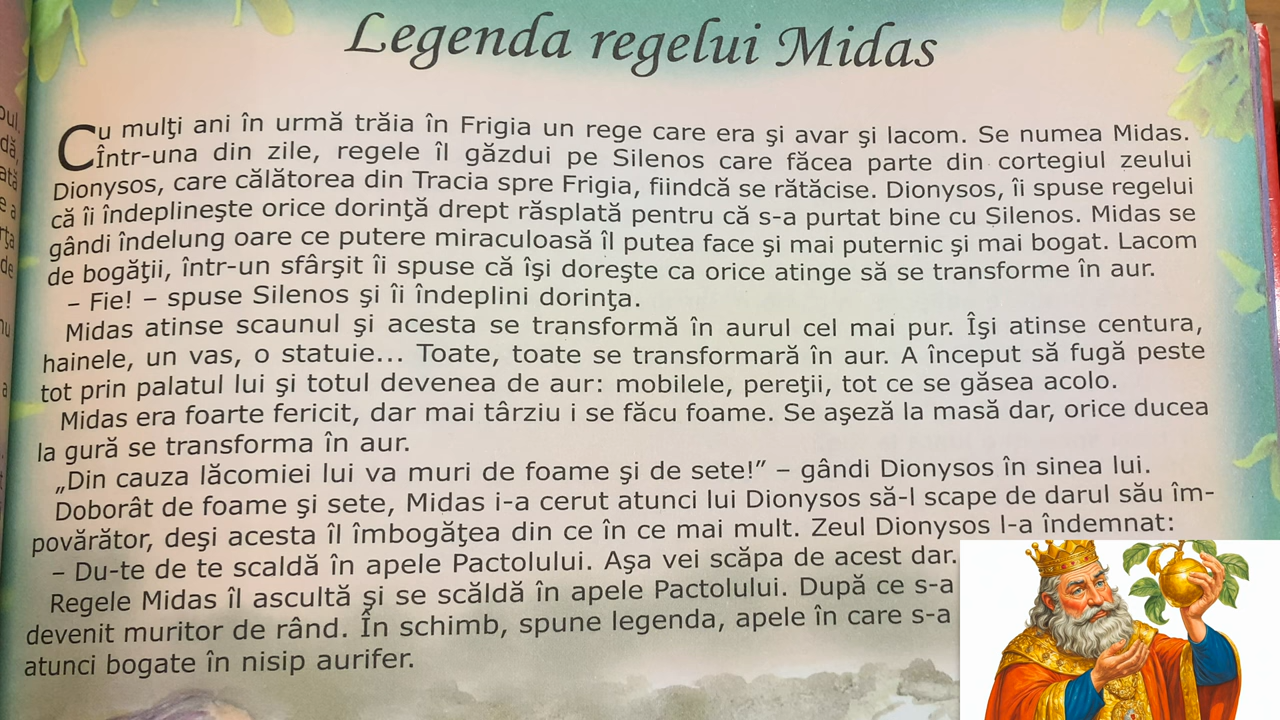 Legenda regelui Midas
Cu mulţi ani în urmă trăia în Frigia un rege care era şi avar şi lacom. Se numea Midas.
Într-una din zile, regele îl găzdui pe Silenos care făcea parte din cortegiul zeului
Dionysos, care călătorea din Tracia spre Frigia, fiindcă se rătăcise. Dionysos, îi spuse regelui
că îi îndeplineşte orice dorinţă drept răsplată pentru că s-a purtat bine cu Silenos. Midas se
gândi îndelung oare ce putere miraculoasă îl putea face şi mai puternic şi mai bogat. Lacom
de bogăţii, într-un sfârşit îi spuse că îşi doreşte ca orice atinge să se transforme în aur.
– Fie! – spuse Silenos şi îi îndeplini dorinţa.
Midas atinse scaunul şi acesta se transformă în aurul cel mai pur. Îşi atinse centura,
hainele, un vas, o statuie... Toate, toate se transformară în aur. A început să fugă peste
tot prin palatul lui şi totul devenea de aur: mobilele, pereţii, tot ce se găsea acolo.
Midas era foarte fericit, dar mai târziu i se făcu foame. Se aşeză la masă dar, orice ducea
la gură se transforma în aur.
„Din cauza lăcomiei lui va muri de foame şi de sete!” – gândi Dionysos în sinea lui.
Doborât de foame şi sete, Midas i-a cerut atunci lui Dionysos să-l scape de darul său îm-
povărător, deşi acesta îl îmbogăţea din ce în ce mai mult. Zeul Dionysos l-a îndemnat:
– Du-te de te scaldă în apele Pactolului. Aşa vei scăpa de acest dar.
Regele Midas îl ascultă şi se scăldă în apele Pactolului. După ce s-a
devenit muritor de rând. În schimb, spune legenda, apele în care s-a
atunci bogate în nisip aurifer.